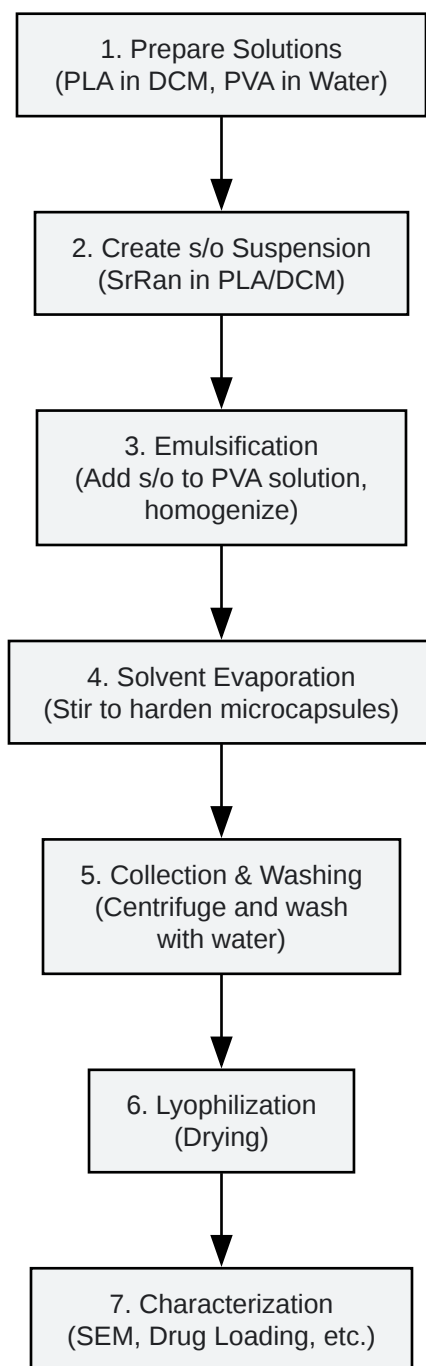 1. Prepare Solutions
(PLA in DCM, PVA in Water)
2. Create s/o Suspension
(SrRan in PLA/DCM)
3. Emulsification
(Add s/o to PVA solution,
homogenize)
4. Solvent Evaporation
(Stir to harden microcapsules)
5. Collection & Washing
(Centrifuge and wash
with water)
6. Lyophilization
(Drying)
7. Characterization
(SEM, Drug Loading, etc.)